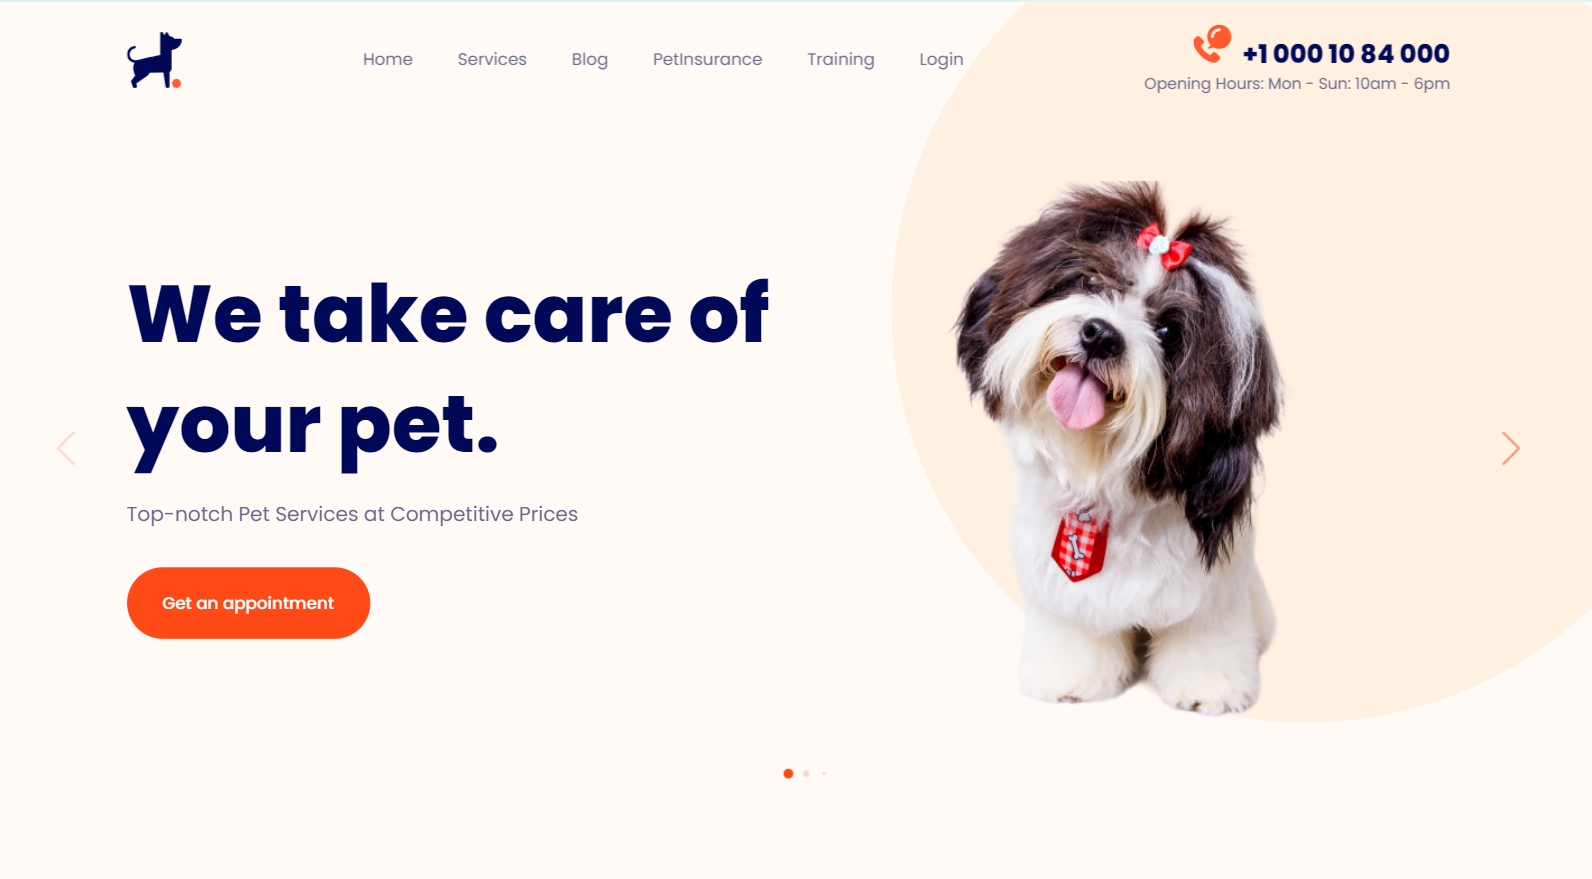 Home Services Blog PetInsurance Training Login
+1 000 10 84 000
Opening Hours: Mon - Sun: 10am - 6pm
We take care of
your pet.
Top-notch Pet Services at Competitive Prices
Get an appointment